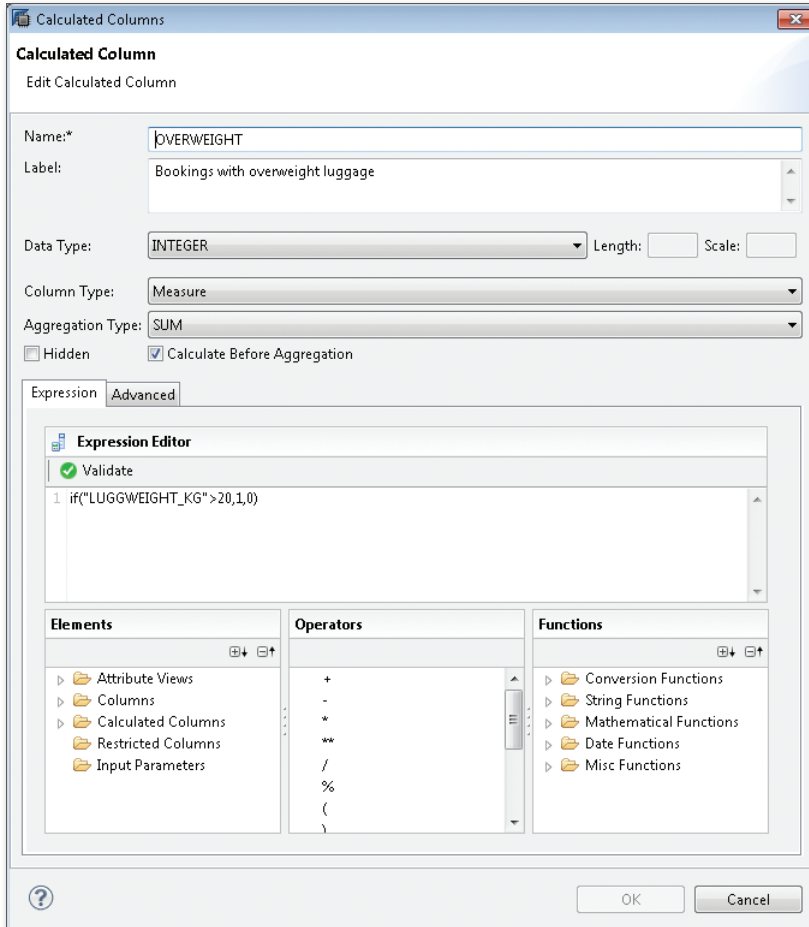 Calculated Columns
Calculated Column
Edit Calculated Column
Name:* OVERWEIGHT
Label: Bookings with overweight luggage
Data Type: INTEGER Length: Scale:
Column Type: Measure
Aggregation Type: SUM
Hidden Calculate Before Aggregation
Expression Advanced
Expression Editor
Validate
1 if("LUGGWEIGHT_KG">20,1,0)
Elements Operators Functions
Attribute Views + Conversion Functions
Columns - String Functions
Calculated Columns * Mathematical Functions
Restricted Columns ** Date Functions
Input Parameters / Misc Functions
%
(
)
? OK Cancel